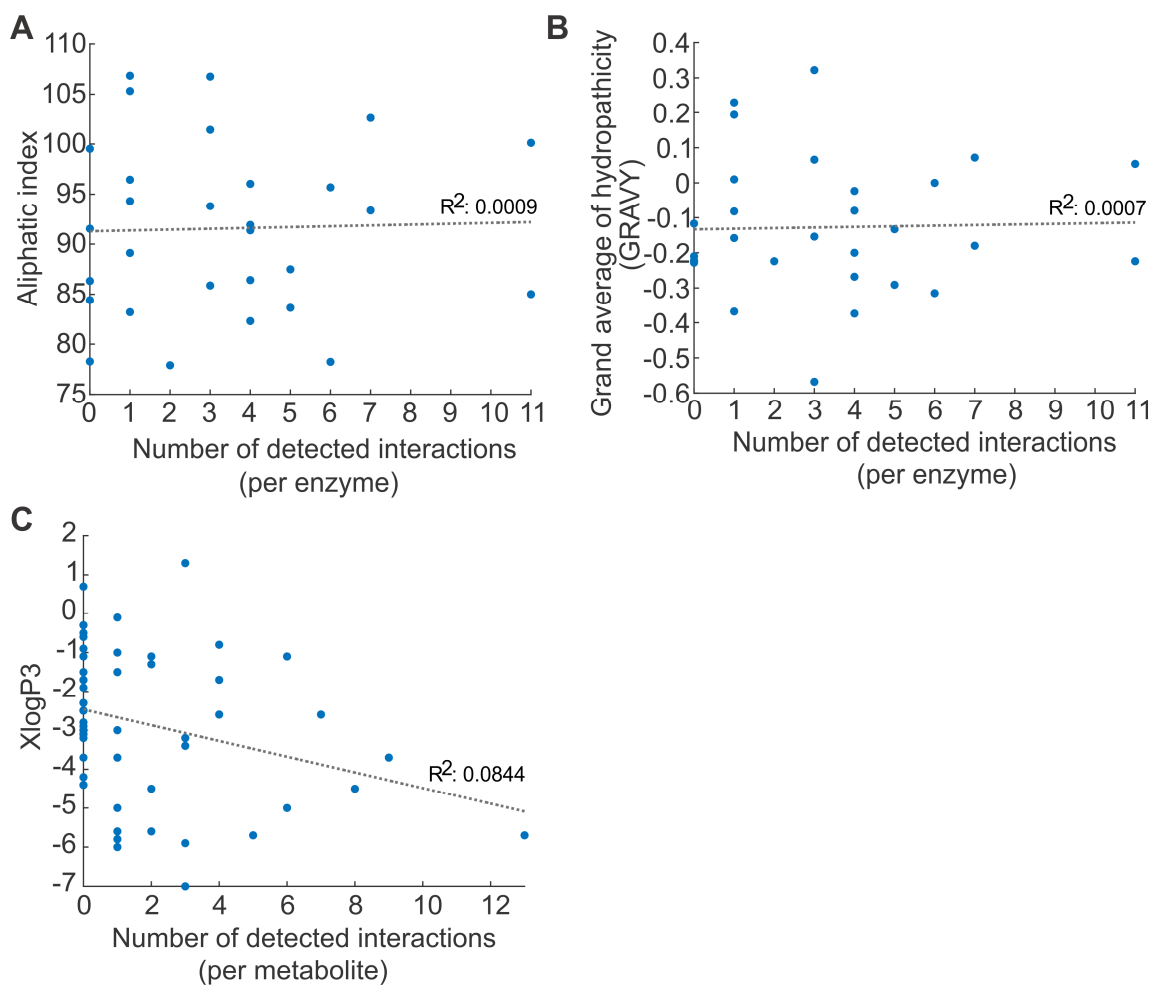 A
110
105
100
95
90
85
80
75
Aliphatic index
R2: 0.0009
0 1 2 3 4 5 6 7 8 9 10 11
Number of detected interactions
(per enzyme)
B
0.4
0.3
0.2
0.1
0
-0.1
-0.2
-0.3
-0.4
-0.5
-0.6
Grand average of hydropathicity
(GRAVY)
R2: 0.0007
0 1 2 3 4 5 6 7 8 9 10 11
Number of detected interactions
(per enzyme)
C
2
1
0
-1
-2
-3
-4
-5
-6
-7
XlogP3
R2: 0.0844
0 2 4 6 8 10 12
Number of detected interactions
(per metabolite)